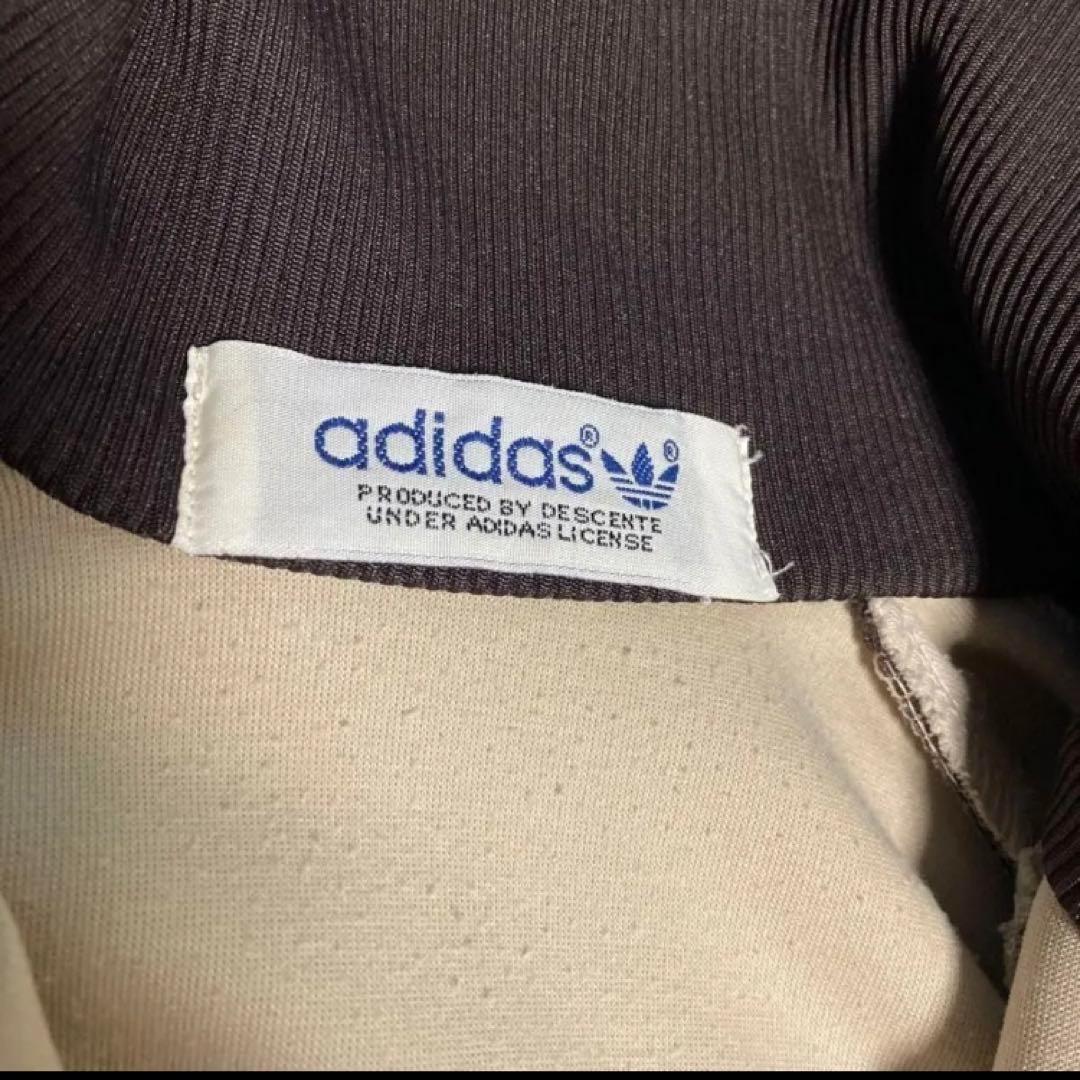 adidas® ®
PRODUCED BY DESCENTE
UNDER ADIDAS LICENSE